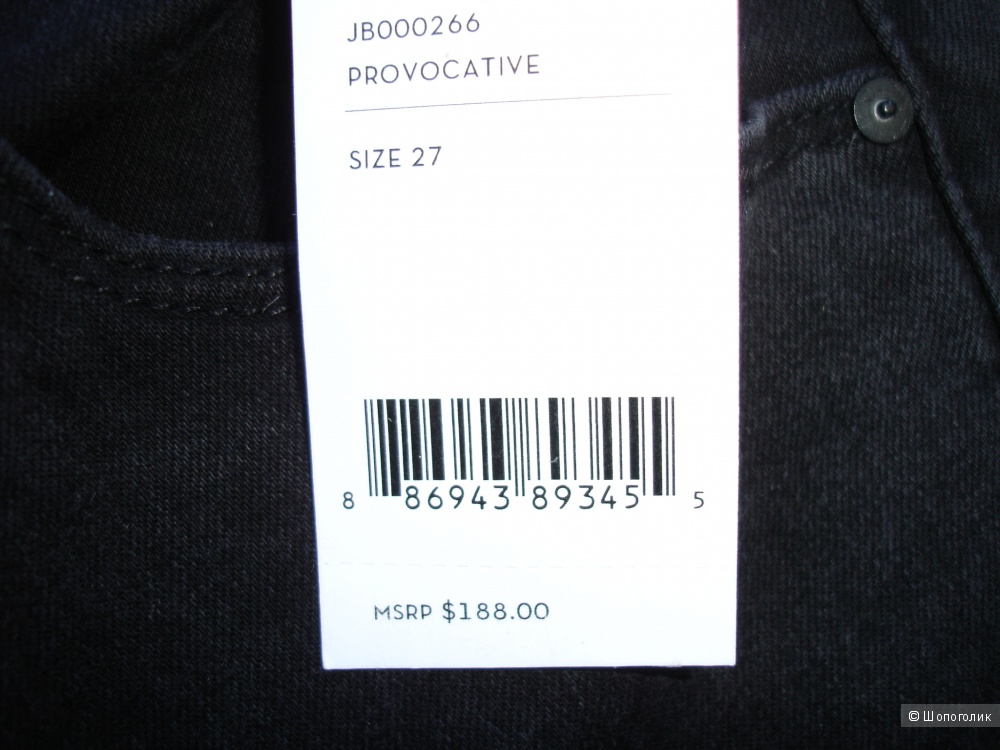 JB000266
PROVOCATIVE
SIZE 27
8 86943 89345 5
MSRP $188.00
© Шопоголик